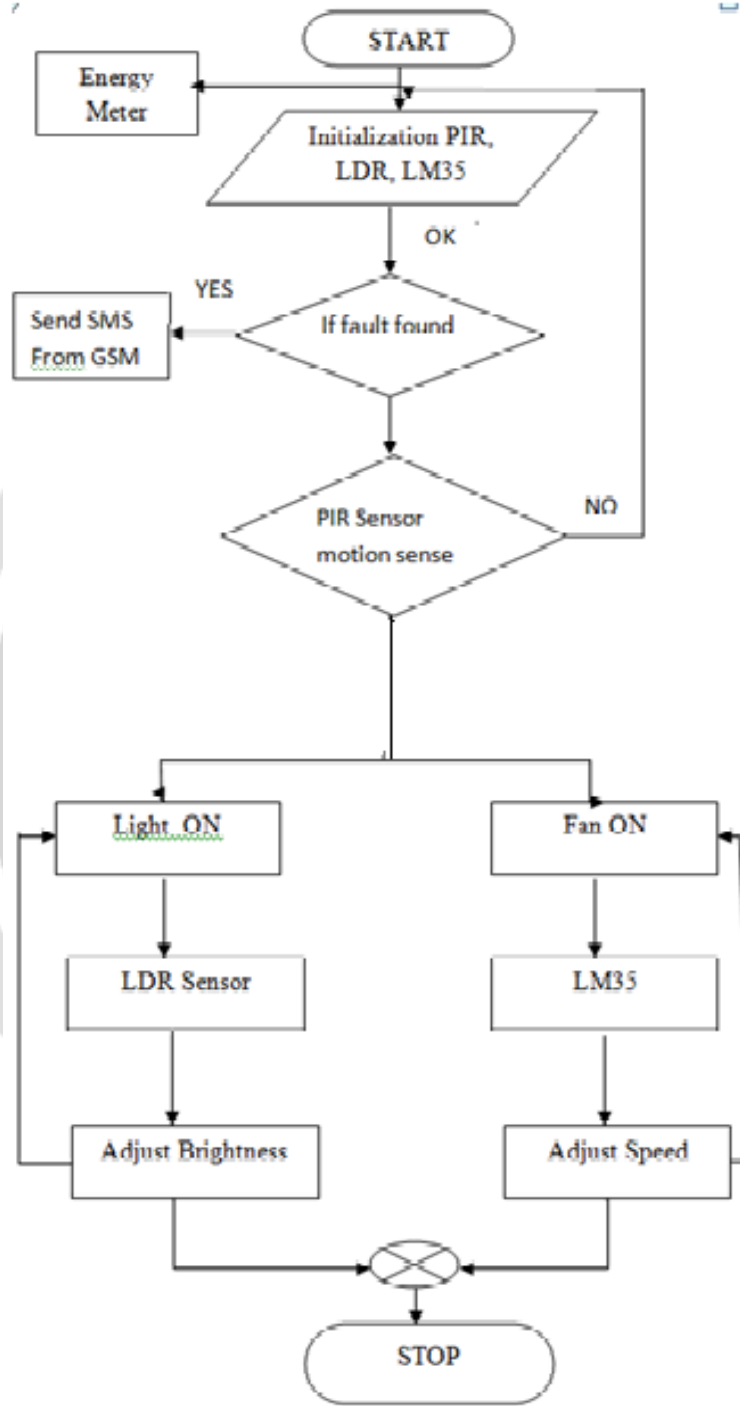 START
Energy
Meter
Initialization PIR,
LDR, LM35
OK
YES
Send SMS
From GSM
If fault found
NO
PIR Sensor
motion sense
Light ON
Fan ON
LDR Sensor
LM35
Adjust Brightness
Adjust Speed
STOP